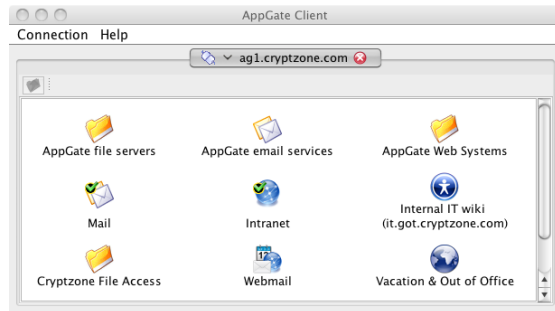 AppGate Client
Connection Help
ag1.cryptzone.com
AppGate file servers
AppGate email services
AppGate Web Systems
Mail
Intranet
Internal IT wiki
(it.got.cryptzone.com)
Cryptzone File Access
12
Webmail
Vacation & Out of Office